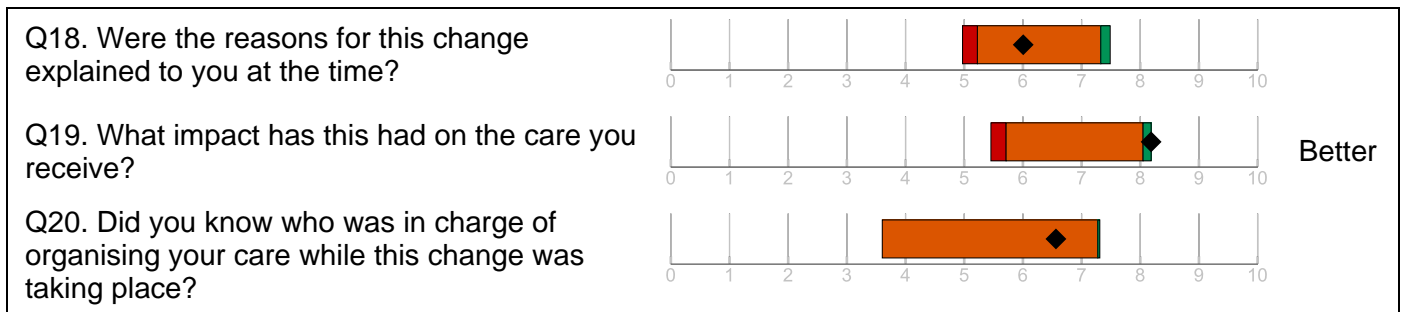 Q18. Were the reasons for this change
explained to you at the time?
0 1 2 3 4 5 6 7 8 9 10
Q19. What impact has this had on the care you
receive?
0 1 2 3 4 5 6 7 8 9 10
Better
Q20. Did you know who was in charge of
organising your care while this change was
taking place?
0 1 2 3 4 5 6 7 8 9 10